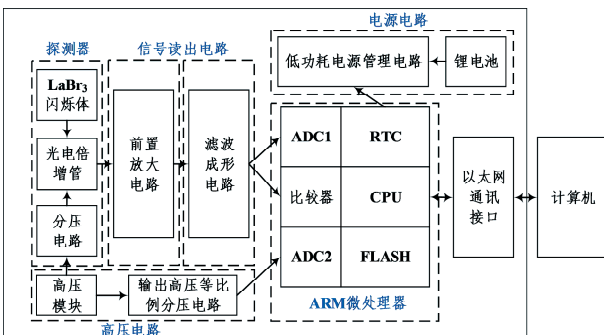 探测器
信号读出电路
电源电路
LaBr3
闪烁体
光电倍
增管
分压
电路
前置
放大
电路
滤波
成形
电路
低功耗电源管理电路
锂电池
ADC1
RTC
比较器
CPU
ADC2
FLASH
ARM微处理器
以太网
通讯
接口
计算机
高压
模块
输出高压等比
例分压电路
高压电路